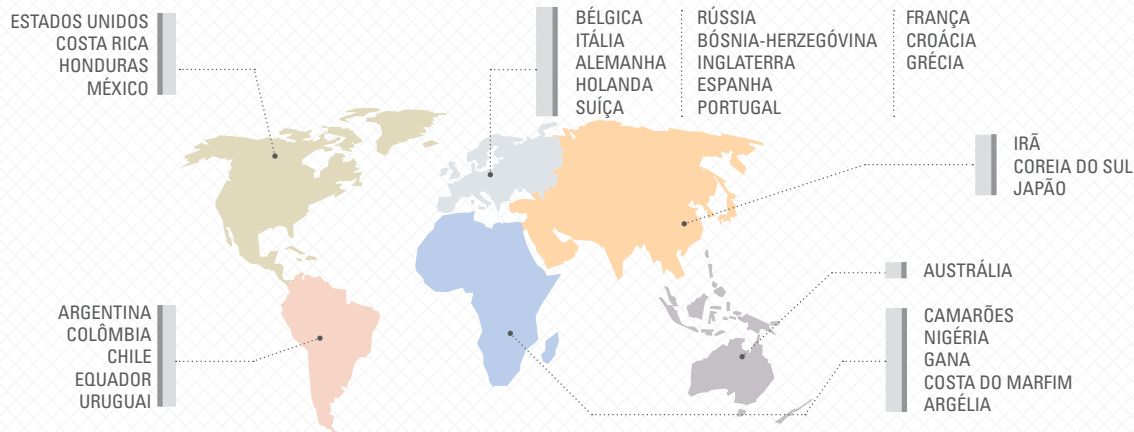 ESTADOS UNIDOS
COSTA RICA
HONDURAS
MÉXICO
BÉLGICA
ITÁLIA
ALEMANHA
HOLANDA
SUÍÇA
RÚSSIA
BÓSNIA-HERZEGÓVINA
INGLATERRA
ESPANHA
PORTUGAL
FRANÇA
CROÁCIA
GRÉCIA
IRÃ
COREIA DO SUL
JAPÃO
AUSTRÁLIA
ARGENTINA
COLÔMBIA
CHILE
EQUADOR
URUGUAI
CAMARÕES
NIGÉRIA
GANA
COSTA DO MARFIM
ARGÉLIA